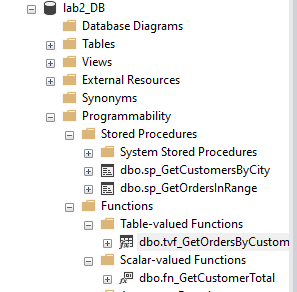 lab2_DB
Database Diagrams
Tables
Views
External Resources
Synonyms
Programmability
Stored Procedures
System Stored Procedures
dbo.sp_GetCustomersByCity
dbo.sp_GetOrdersInRange
Functions
Table-valued Functions
dbo.tvf_GetOrdersByCustom
Scalar-valued Functions
dbo.fn_GetCustomerTotal